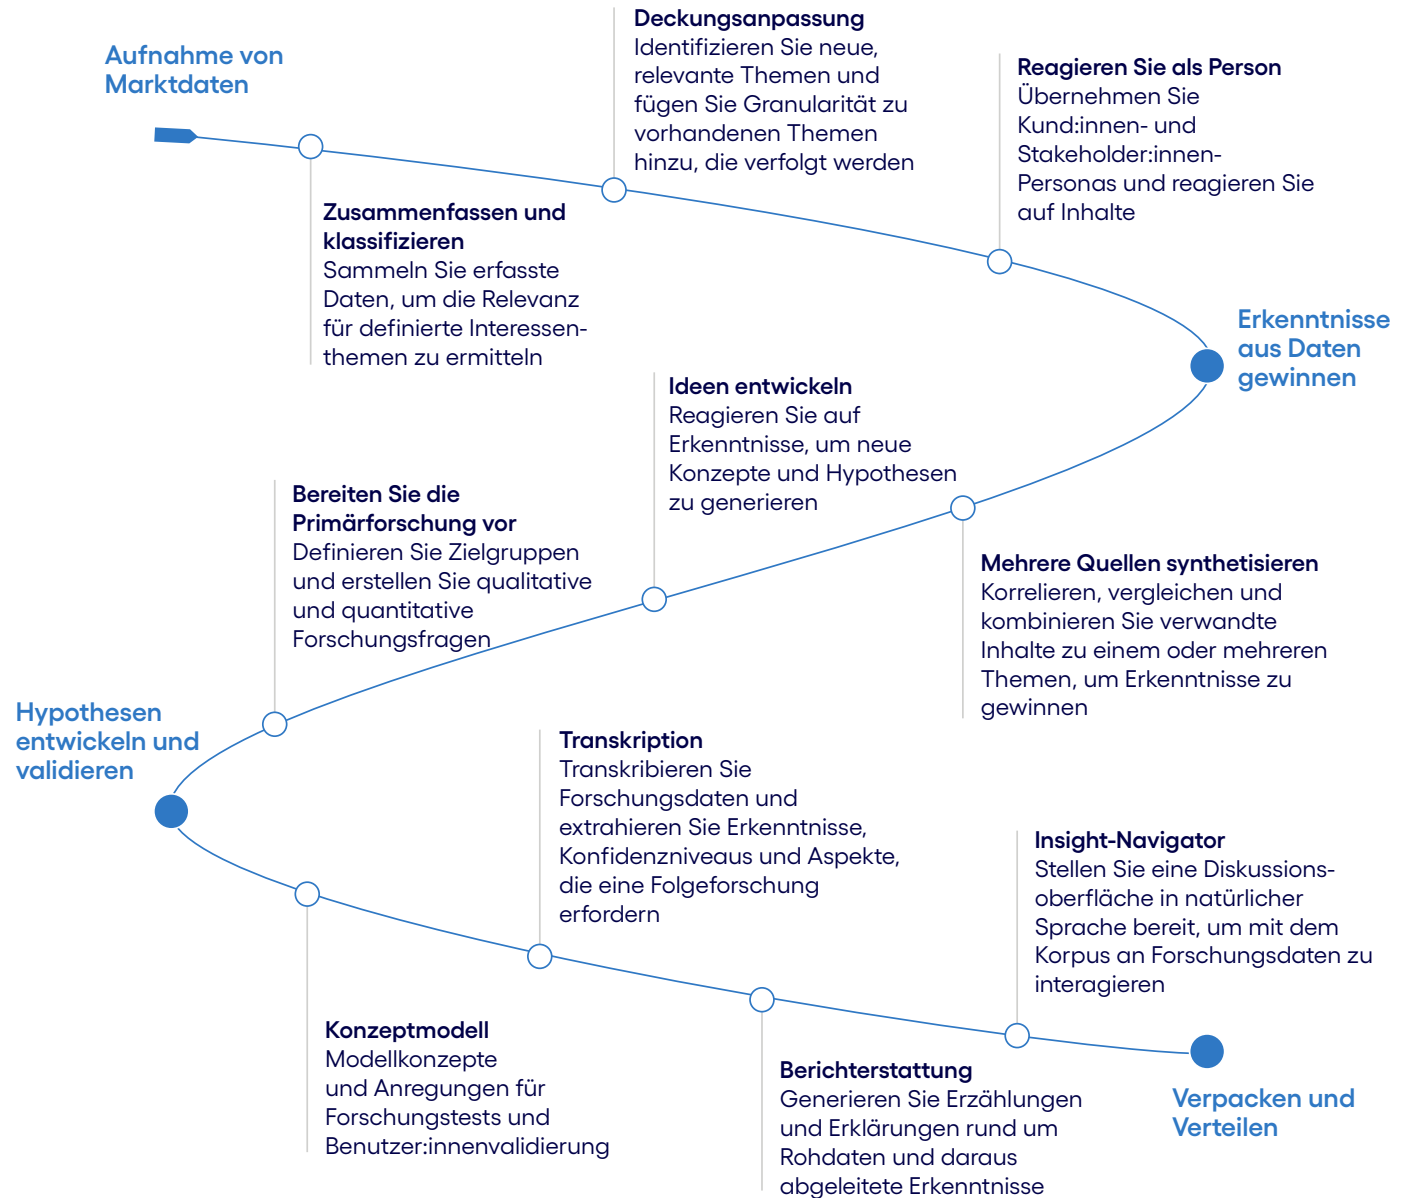 Aufnahme von
Marktdaten
Zusammenfassen und
klassifizieren
Sammeln Sie erfasste
Daten, um die Relevanz
für definierte Interessen-
themen zu ermitteln
Deckungsanpassung
Identifizieren Sie neue,
relevante Themen und
fügen Sie Granularität zu
vorhandenen Themen
hinzu, die verfolgt werden
Reagieren Sie als Person
Übernehmen Sie
Kund:innen- und
Stakeholder:innen-
Personas und reagieren Sie
auf Inhalte
Erkenntnisse
aus Daten
gewinnen
Mehrere Quellen synthetisieren
Korrelieren, vergleichen und
kombinieren Sie verwandte
Inhalte zu einem oder mehreren
Themen, um Erkenntnisse zu
gewinnen
Ideen entwickeln
Reagieren Sie auf
Erkenntnisse, um neue
Konzepte und Hypothesen
zu generieren
Bereiten Sie die
Primärforschung vor
Definieren Sie Zielgruppen
und erstellen Sie qualitative
und quantitative
Forschungsfragen
Hypothesen
entwickeln und
validieren
Konzeptmodell
Modellkonzepte
und Anregungen für
Forschungstests und
Benutzer:innenvalidierung
Transkription
Transkribieren Sie
Forschungsdaten und
extrahieren Sie Erkenntnisse,
Konfidenzniveaus und Aspekte,
die eine Folgeforschung
erfordern
Berichterstattung
Generieren Sie Erzählungen
und Erklärungen rund um
Rohdaten und daraus
abgeleitete Erkenntnisse
Insight-Navigator
Stellen Sie eine Diskussions-
oberfläche in natürlicher
Sprache bereit, um mit dem
Korpus an Forschungsdaten zu
interagieren
Verpacken und
Verteilen